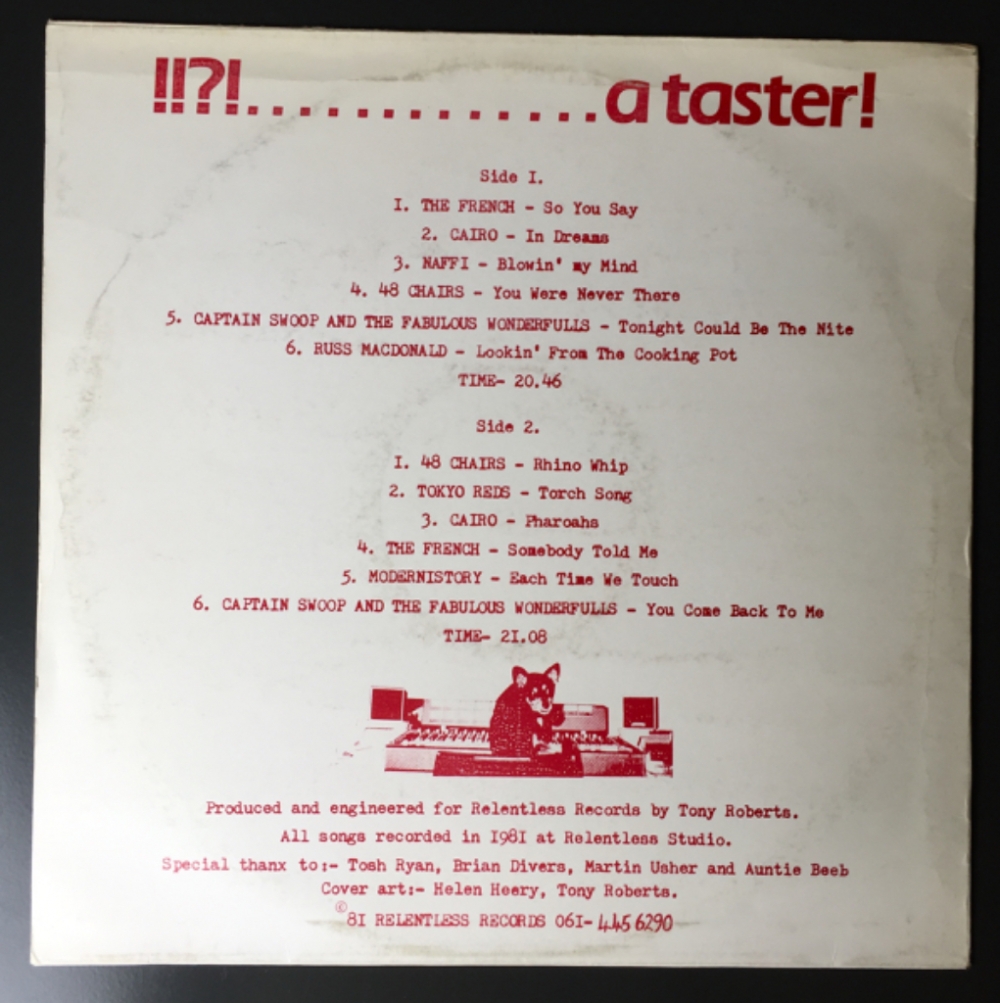 !!?!.............a taster!
Side I.
I. THE FRENCH - So You Say
2. CAIRO - In Dreams
3. NAFFI - Blowin' my Mind
4. 48 CHAIRS - You Were Never There
5. CAPTAIN SWOOP AND THE FABULOUS WONDERFULLS - Tonight Could Be The Nite
6. RUSS MACDONALD - Lookin' From The Cooking Pot
TIME- 20.46
Side 2.
I. 48 CHAIRS - Rhino Whip
2. TOKYO REDS - Torch Song
3. CAIRO - Pharoahs
4. THE FRENCH - Somebody Told Me
5. MODERNISTORY - Each Time We Touch
6. CAPTAIN SWOOP AND THE FABULOUS WONDERFULLS - You Come Back To Me
TIME- 2I.08
Produced and engineered for Relentless Records by Tony Roberts.
All songs recorded in I98I at Relentless Studio.
Special thanx to:- Tosh Ryan, Brian Divers, Martin Usher and Auntie Beeb
Cover art:- Helen Heery, Tony Roberts.
© 8I RELENTLESS RECORDS 06I- 445 6290